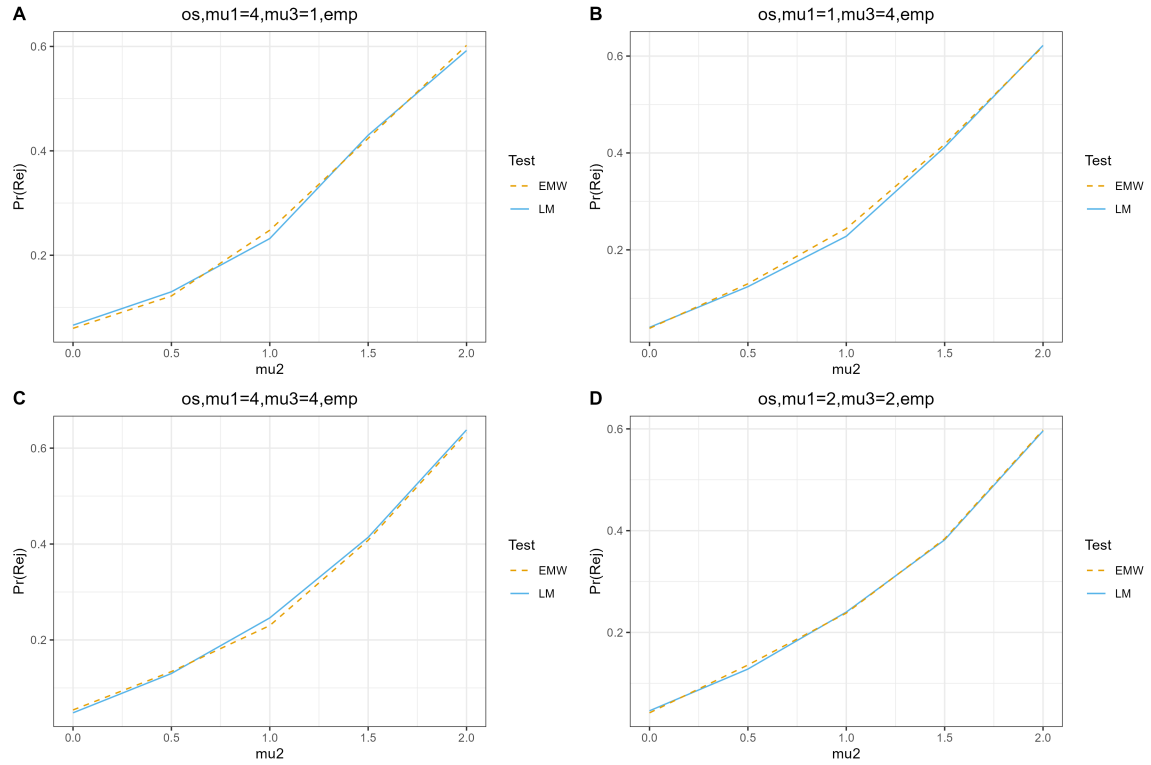 A
os,mu1=4,mu3=1,emp
Pr(Rej)
0.6
0.4
0.2
0.0 0.5 1.0 1.5 2.0
mu2
Test
EMW
LM
B
os,mu1=1,mu3=4,emp
Pr(Rej)
0.6
0.4
0.2
0.0 0.5 1.0 1.5 2.0
mu2
Test
EMW
LM
C
os,mu1=4,mu3=4,emp
Pr(Rej)
0.6
0.4
0.2
0.0 0.5 1.0 1.5 2.0
mu2
Test
EMW
LM
D
os,mu1=2,mu3=2,emp
Pr(Rej)
0.6
0.4
0.2
0.0 0.5 1.0 1.5 2.0
mu2
Test
EMW
LM